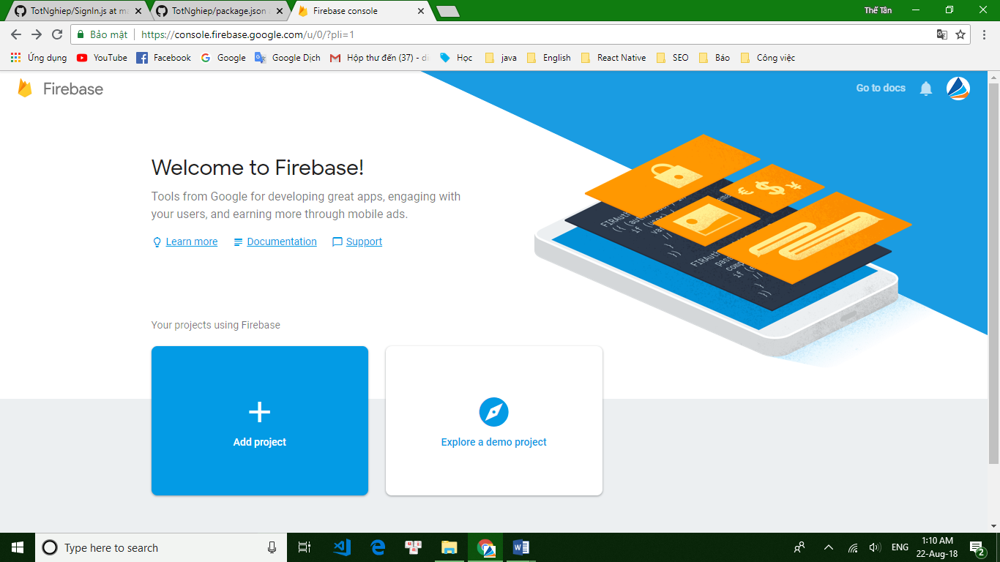 TotNghiep/SignIn.js at ma
TotNghiep/package.json
Firebase console
Thế Tân
Bảo mật
https://console.firebase.google.com/u/0/?pli=1
Ứng dụng
YouTube
Facebook
Google
Google Dịch
Hộp thư đến (37) - di
Học
java
English
React Native
SEO
Báo
Công việc
Firebase
Go to docs
Welcome to Firebase!
Tools from Google for developing great apps, engaging with
your users, and earning more through mobile ads.
Learn more
Documentation
Support
Your projects using Firebase
Add project
Explore a demo project
Type here to search
ENG
1:10 AM
22-Aug-18
2